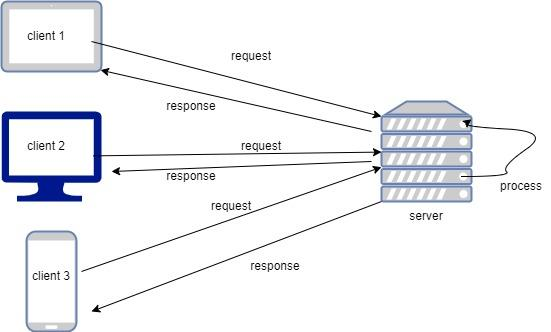 client 1
request
response
client 2
request
response
process
request
server
client 3
response